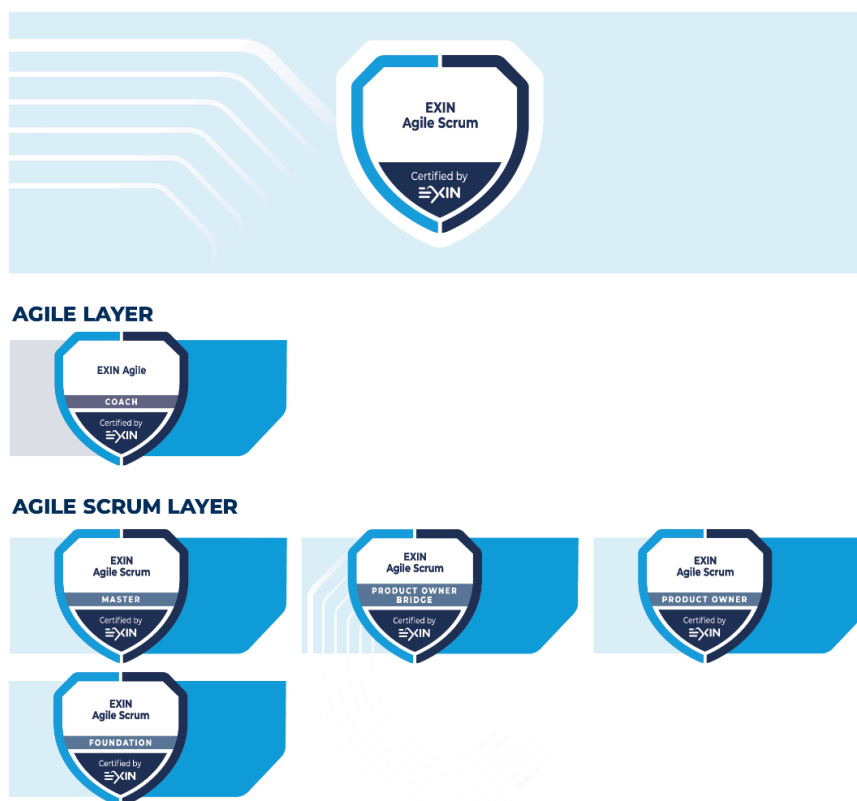 EXIN
Agile Scrum
Certified by
EXIN
AGILE LAYER
EXIN Agile
COACH
Certified by
EXIN
AGILE SCRUM LAYER
EXIN
Agile Scrum
MASTER
Certified by
EXIN
EXIN
Agile Scrum
PRODUCT OWNER
BRIDGE
Certified by
EXIN
EXIN
Agile Scrum
PRODUCT OWNER
Certified by
EXIN
EXIN
Agile Scrum
FOUNDATION
Certified by
EXIN